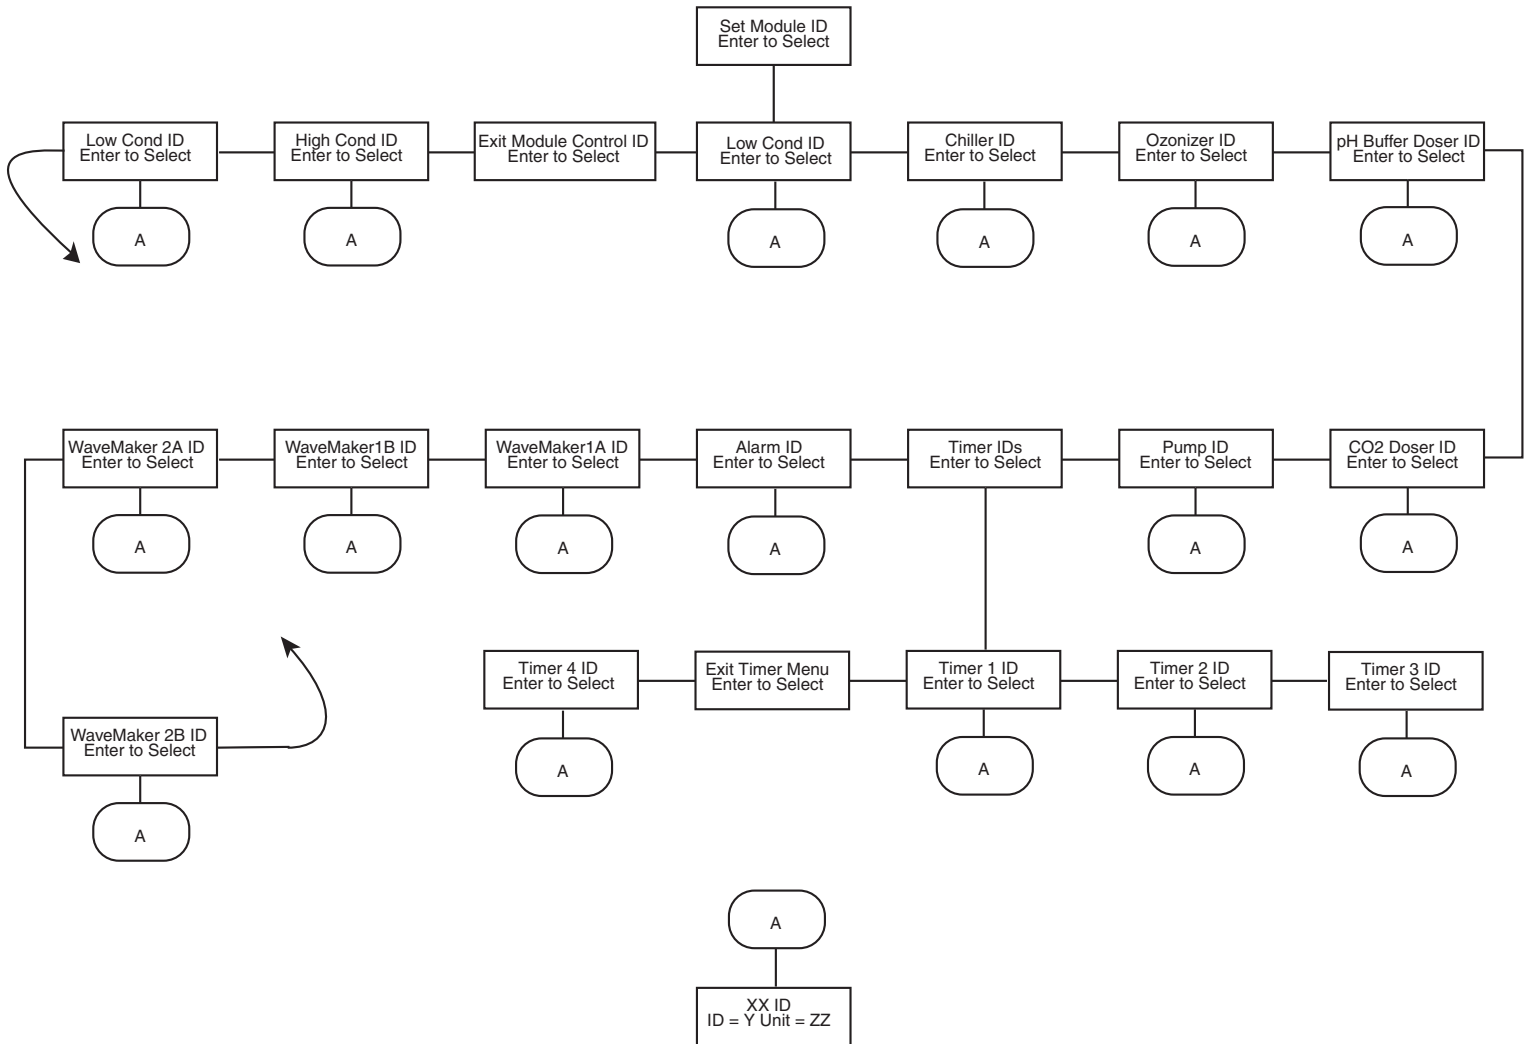 Set Module ID
Enter to Select
Low Cond ID
Enter to Select
High Cond ID
Enter to Select
Exit Module Control ID
Enter to Select
Low Cond ID
Enter to Select
Chiller ID
Enter to Select
Ozonizer ID
Enter to Select
pH Buffer Doser ID
Enter to Select
A
A
A
A
A
A
WaveMaker 2A ID
Enter to Select
WaveMaker1B ID
Enter to Select
WaveMaker1A ID
Enter to Select
Alarm ID
Enter to Select
Timer IDs
Enter to Select
Pump ID
Enter to Select
CO2 Doser ID
Enter to Select
A
A
A
A
A
A
Timer 4 ID
Enter to Select
Exit Timer Menu
Enter to Select
Timer 1 ID
Enter to Select
Timer 2 ID
Enter to Select
Timer 3 ID
Enter to Select
A
A
A
A
WaveMaker 2B ID
Enter to Select
A
A
XX ID
ID = Y Unit = ZZ